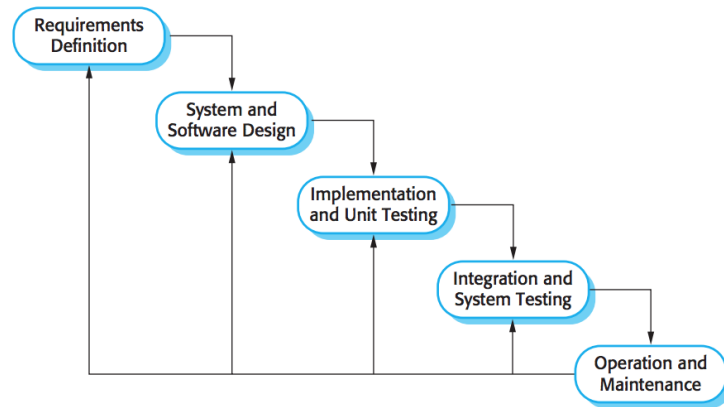 Requirements
Definition
System and
Software Design
Implementation
and Unit Testing
Integration and
System Testing
Operation and
Maintenance